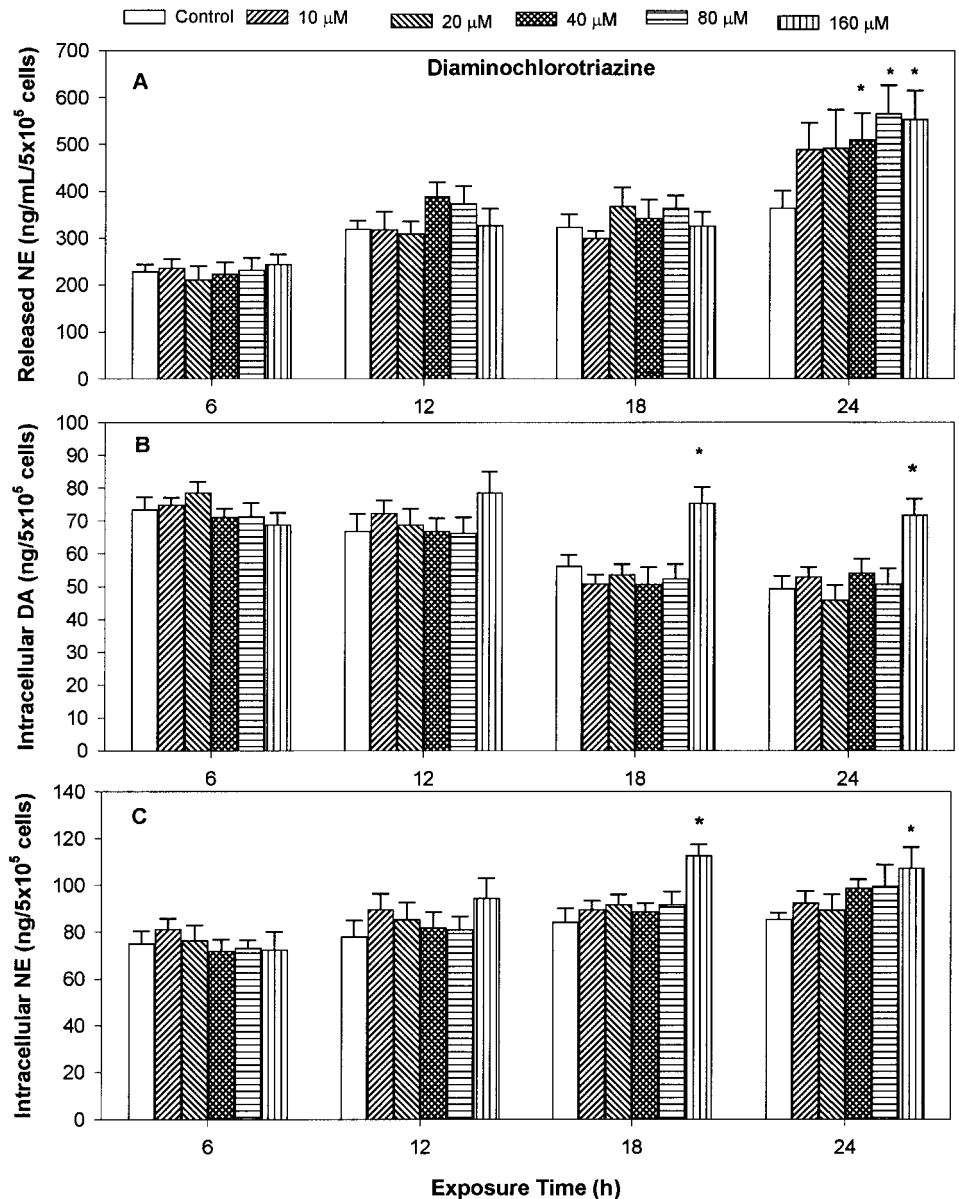 Control 10 µM 20 µM 40 µM 80 µM 160 µM
A
Diaminochlorotriazine
Released NE (ng/mL/5x10⁵ cells)
700
600
500
400
300
200
100
0
* * *
6 12 18 24
B
Intracellular DA (ng/5x10⁵ cells)
100
90
80
70
60
50
40
30
20
10
0
* *
6 12 18 24
C
Intracellular NE (ng/5x10⁵ cells)
140
120
100
80
60
40
20
0
* *
6 12 18 24
Exposure Time (h)